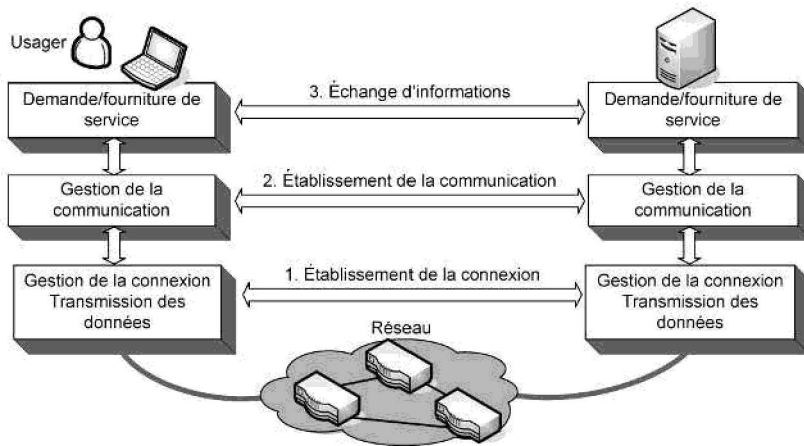 Usager
Demande/fourniture de
service
3. Échange d'informations
Demande/fourniture de
service
Gestion de la
communication
2. Établissement de la communication
Gestion de la
communication
Gestion de la connexion
Transmission des
données
1. Établissement de la connexion
Gestion de la connexion
Transmission des
données
Réseau